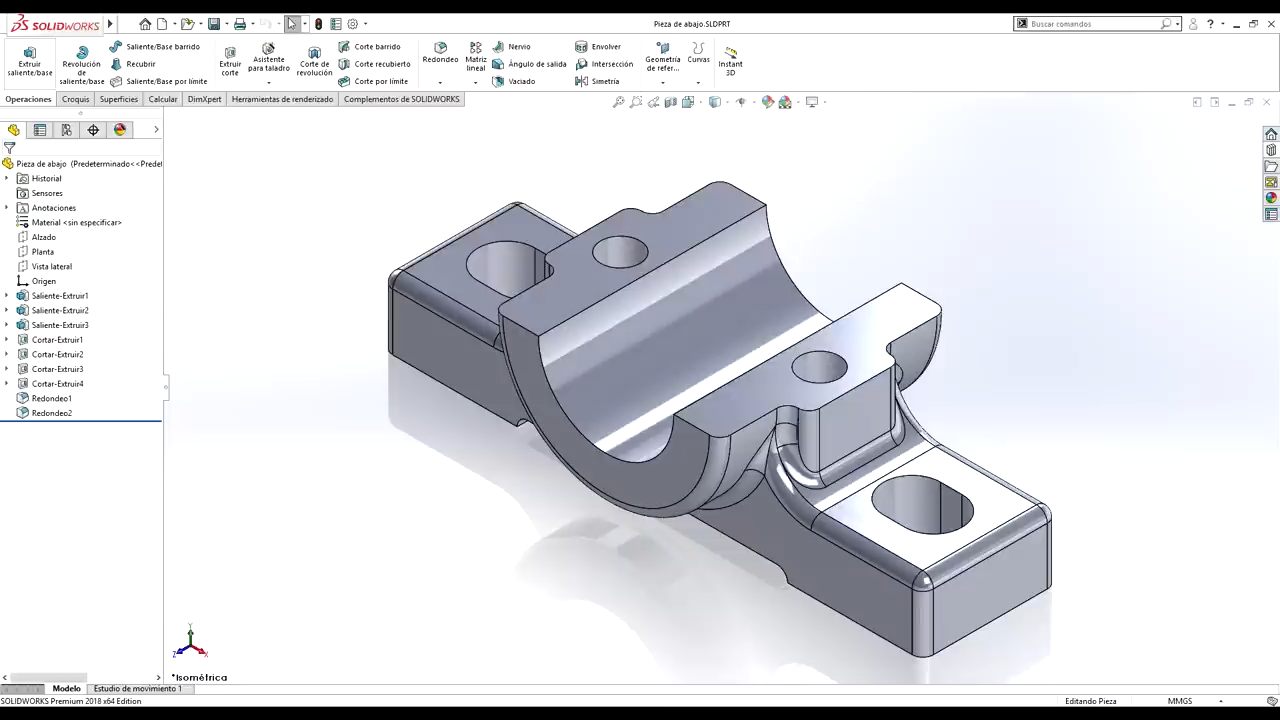 SOLIDWORKS
Pieza de abajo.SLDPRT
Buscar comandos
Extruir saliente/base
Revolución de saliente/base
Saliente/Base barrido
Recubrir
Saliente/Base por límite
Extruir corte
Asistente para taladro
Corte de revolución
Corte barrido
Corte recubierto
Corte por límite
Redondeo
Matriz lineal
Nervio
Ángulo de salida
Vaciado
Envolver
Intersección
Simetría
Geometría de refer...
Curvas
Instant 3D
Operaciones
Croquis
Superficies
Calcular
DimXpert
Herramientas de renderizado
Complementos de SOLIDWORKS
Pieza de abajo (Predeterminado<<Predet
Historial
Sensores
Anotaciones
Material <sin especificar>
Alzado
Planta
Vista lateral
Origen
Saliente-Extruir1
Saliente-Extruir2
Saliente-Extruir3
Cortar-Extruir1
Cortar-Extruir2
Cortar-Extruir3
Cortar-Extruir4
Redondeo1
Redondeo2
Y
Z
X
*Isométrica
Modelo
Estudio de movimiento 1
SOLIDWORKS Premium 2018 x64 Edition
Editando Pieza
MMGS